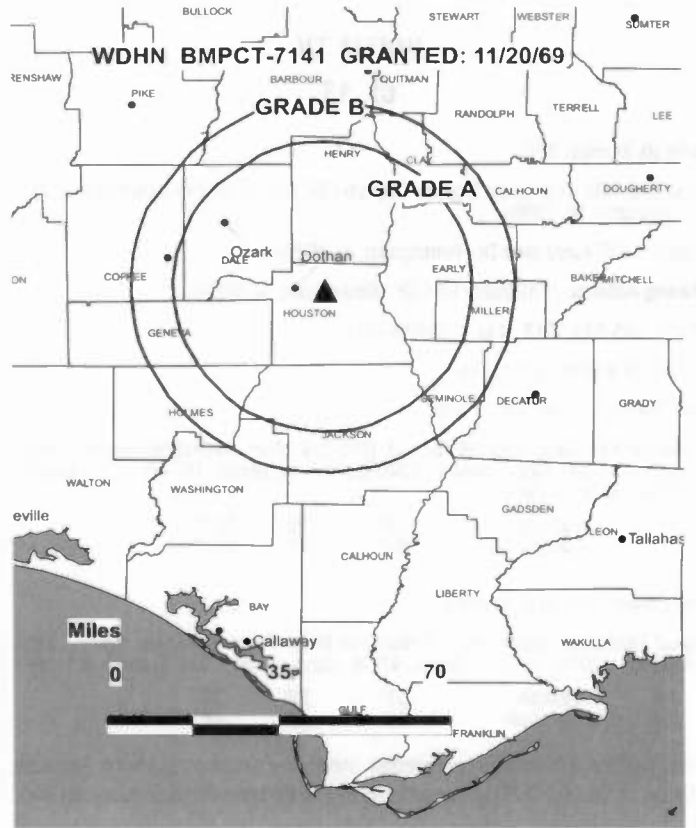 BULLOCK
STEWART
WEBSTER
SUMTER
WDHN BMPCT-7141 GRANTED: 11/20/69
RENSHAW
BARBOUR
QUITMAN
PIKE
GRADE B
RANDOLPH
TERRELL
LEE
HENRY
CLAY
GRADE A
CALHOUN
DOUGHERTY
Ozark
DALE
Dothan
COFFEE
EARLY
BAKER
MITCHELL
ON
HOUSTON
MILLER
GENEVA
SEMINOLE
DECATUR
GRADY
HOLMES
JACKSON
WALTON
WASHINGTON
eville
GADSDEN
LEON
Tallahas
CALHOUN
LIBERTY
BAY
Miles
Callaway
WAKULLA
0 35 70
GULF
FRANKLIN